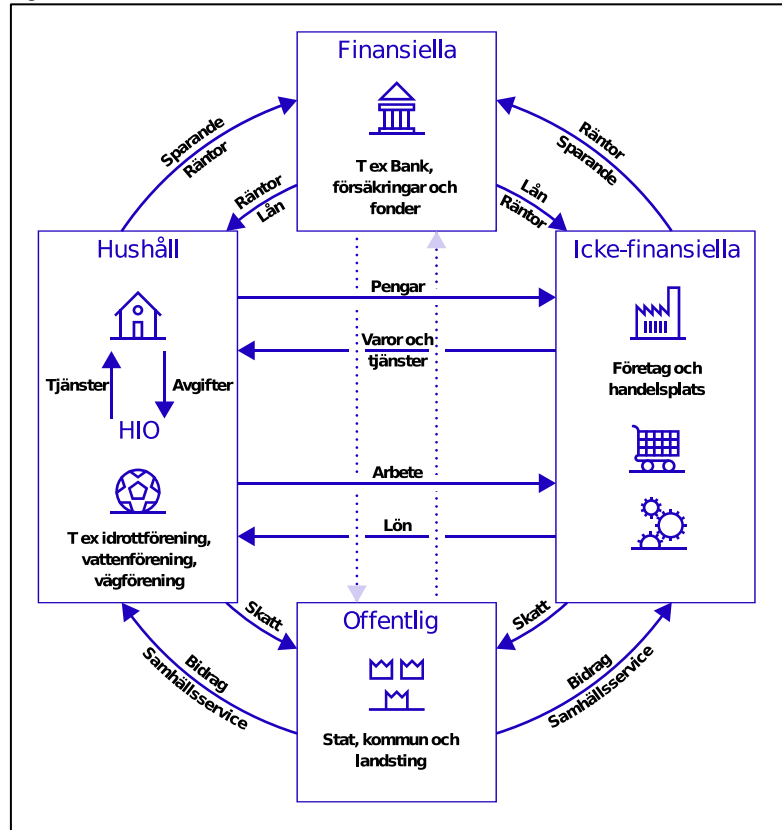 Finansiella
T ex Bank,
försäkringar och
fonder
Sparande
Räntor
Räntor
Sparande
Räntor
Lån
Lån
Räntor
Hushåll
Icke-finansiella
Pengar
Varor och
tjänster
Företag och
handelsplats
Tjänster
Avgifter
HIO
Arbete
Lön
T ex idrottförening,
vattenförening,
vägförening
Skatt
Skatt
Offentlig
Bidrag
Samhällsservice
Bidrag
Samhällsservice
Stat, kommun och
landsting